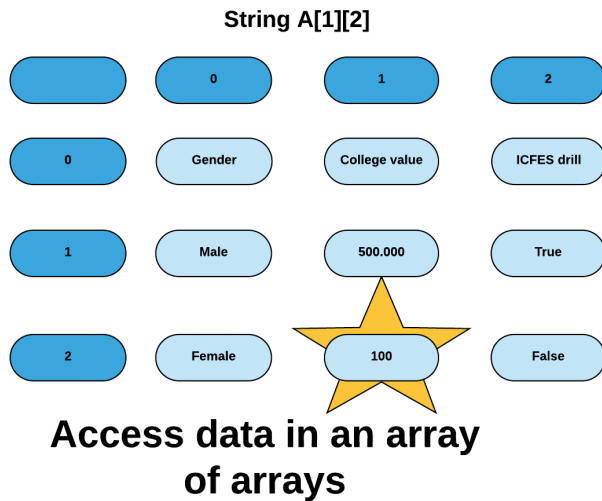 String A[1][2]
0 1 2
0 Gender College value ICFES drill
1 Male 500.000 True
2 Female 100 False
Access data in an array
of arrays